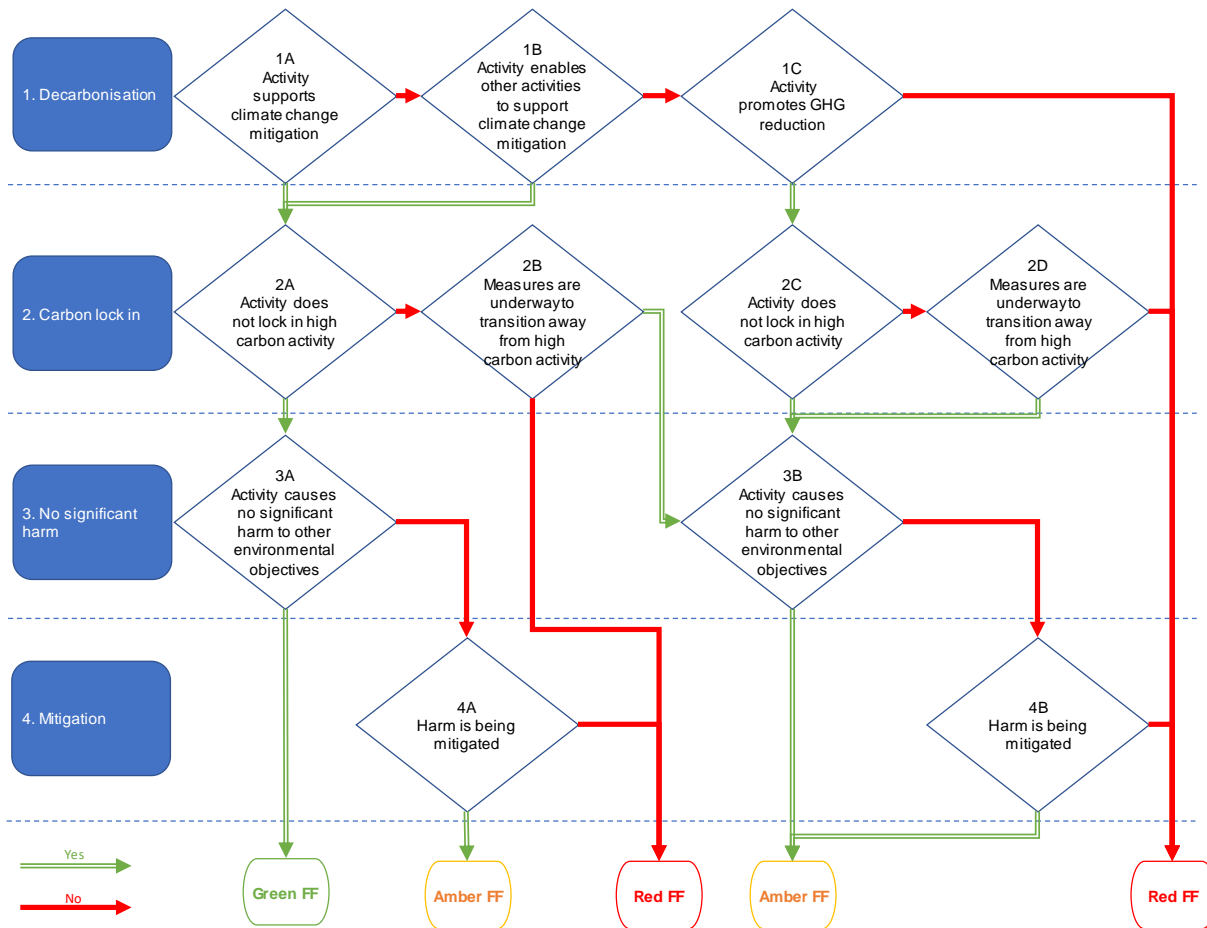 1. Decarbonisation
1A
Activity
supports
climate change
mitigation
1B
Activity enables
other activities
to support
climate change
mitigation
1C
Activity
promotes GHG
reduction
2. Carbon lock in
2A
Activity does
not lock in high
carbon activity
2B
Measures are
underway to
transition away
from high
carbon activity
2C
Activity does
not lock in high
carbon activity
2D
Measures are
underway to
transition away
from high
carbon activity
3. No significant
harm
3A
Activity causes
no significant
harm to other
environmental
objectives
3B
Activity causes
no significant
harm to other
environmental
objectives
4. Mitigation
4A
Harm is being
mitigated
4B
Harm is being
mitigated
Yes
No
Green FF
Amber FF
Red FF
Amber FF
Red FF